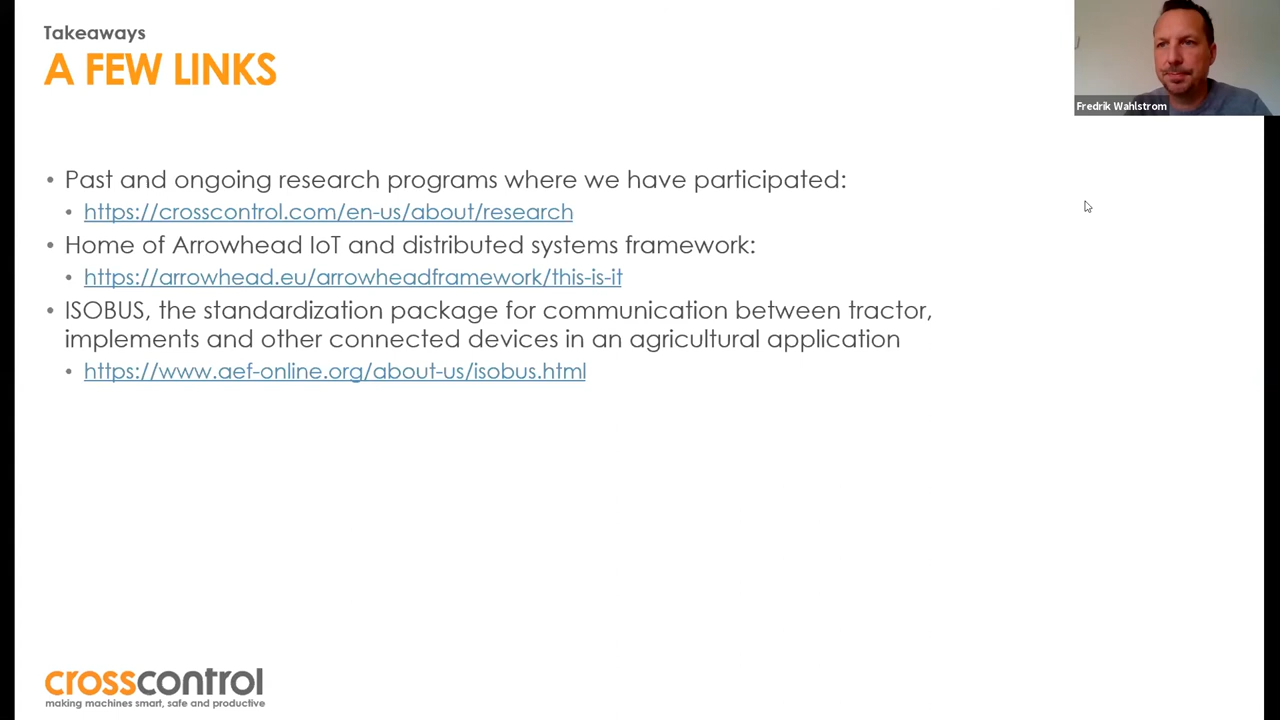 Takeaways
A FEW LINKS
Fredrik Wahlstrom
• Past and ongoing research programs where we have participated:
• https://crosscontrol.com/en-us/about/research
• Home of Arrowhead IoT and distributed systems framework:
• https://arrowhead.eu/arrowheadframework/this-is-it
• ISOBUS, the standardization package for communication between tractor,
implements and other connected devices in an agricultural application
• https://www.aef-online.org/about-us/isobus.html
crosscontrol
making machines smart, safe and productive